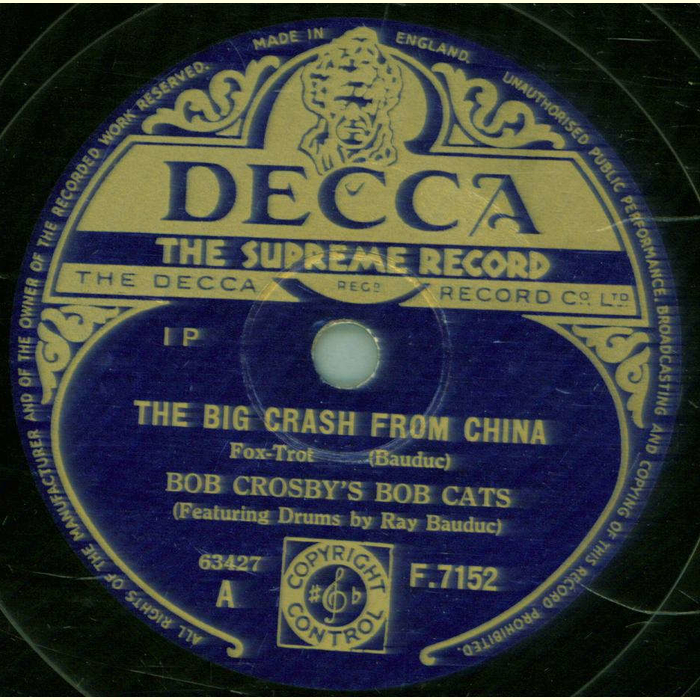 MADE IN ENGLAND.
UNAUTHORISED PUBLIC PERFORMANCE, BROADCASTING AND COPYING OF THIS RECORD PROHIBITED.
ALL RIGHTS OF THE MANUFACTURER AND OF THE OWNER OF THE RECORDED WORK RESERVED.
DECCA
THE SUPREME RECORD
THE DECCA REGD RECORD CO. LTD
1 P
THE BIG CRASH FROM CHINA
Fox-Trot (Bauduc)
BOB CROSBY'S BOB CATS
(Featuring Drums by Ray Bauduc)
63427
A
COPYRIGHT
CONTROL
F.7152